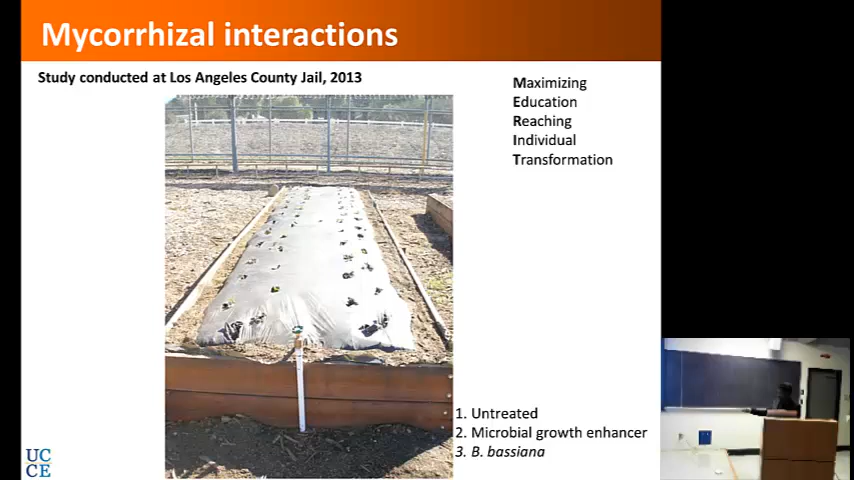 Mycorrhizal interactions
Study conducted at Los Angeles County Jail, 2013
Maximizing
Education
Reaching
Individual
Transformation
1. Untreated
2. Microbial growth enhancer
3. B. bassiana
UC
CE